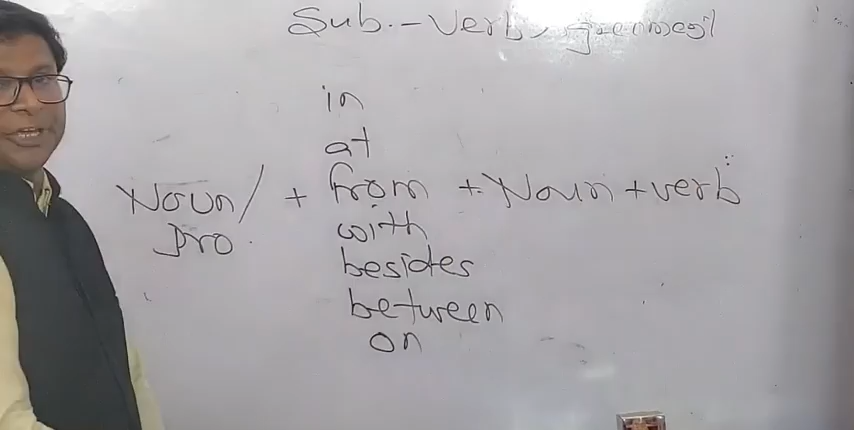 Sub. - Verb
in
at
Noun/ + from + Noun + verb
Pro.
with
besides
between
on